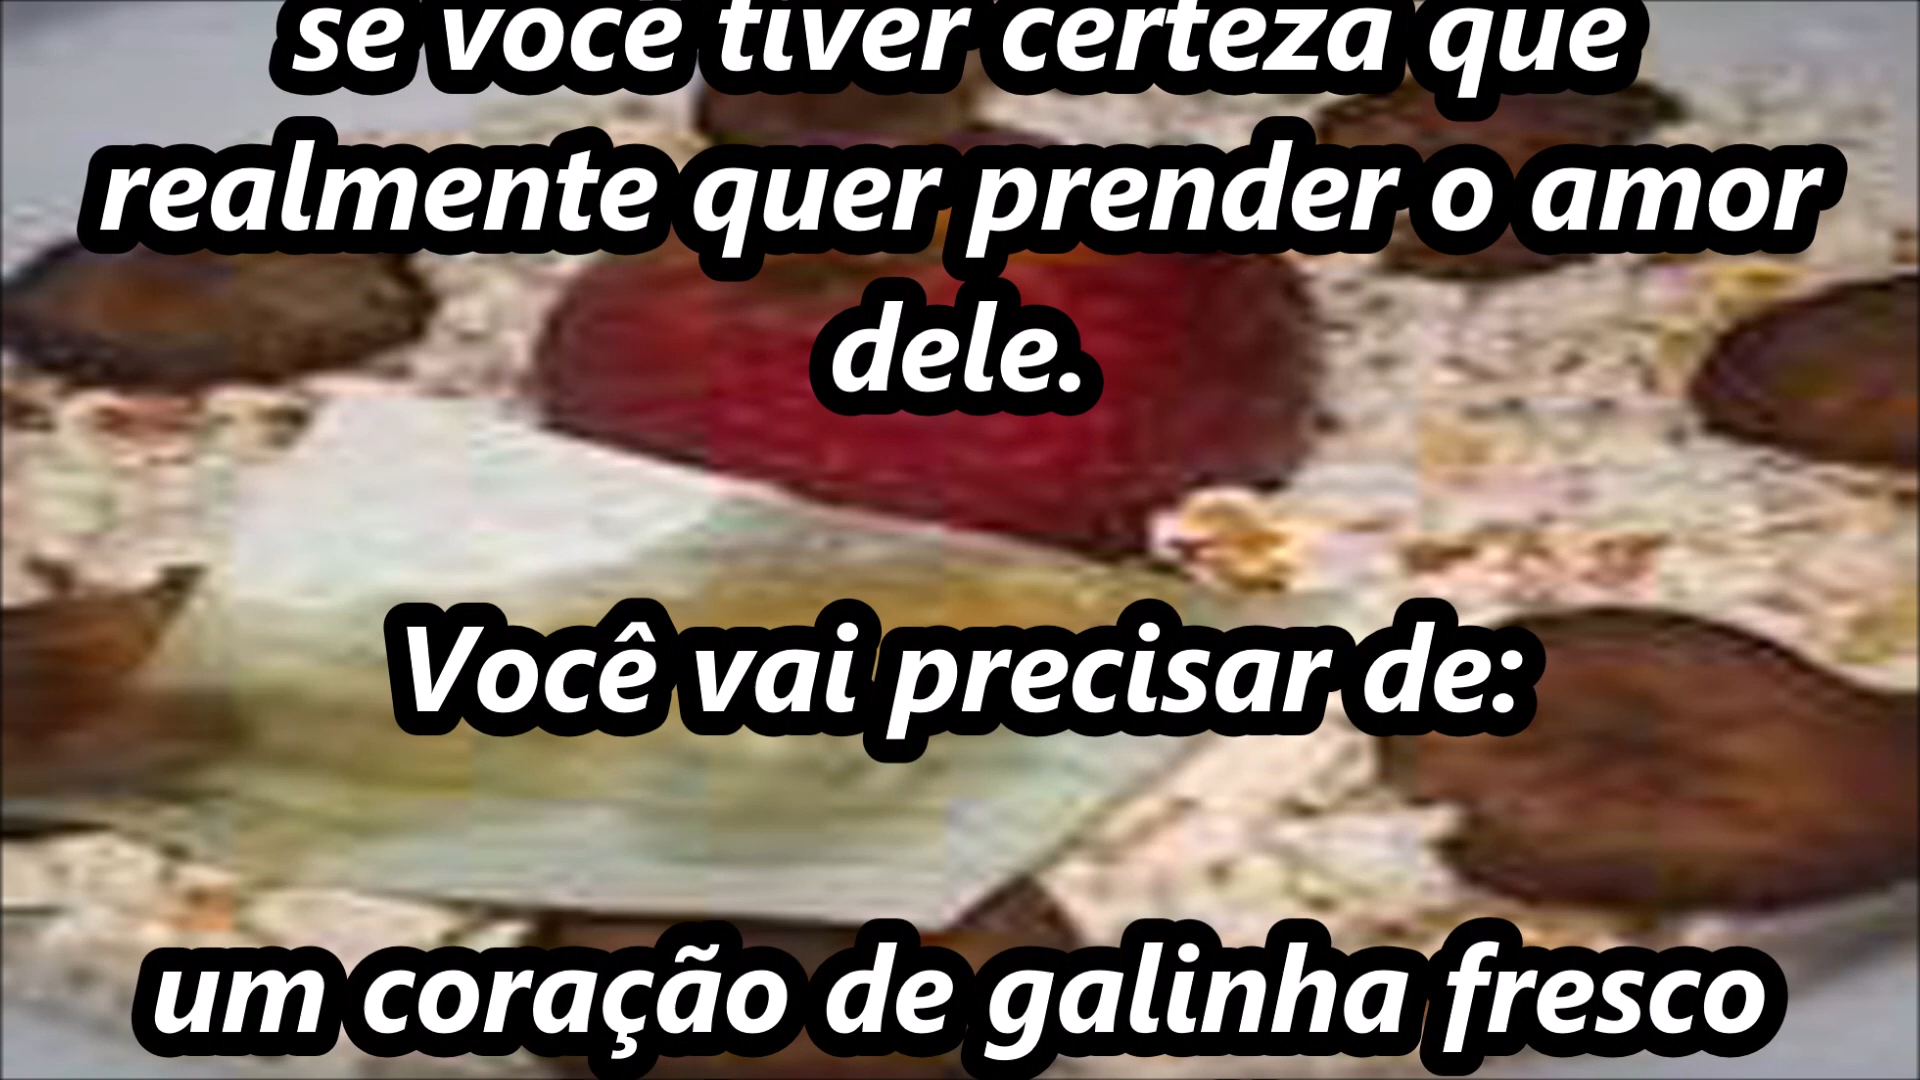 se você tiver certeza que
realmente quer prender o amor
dele.
Você vai precisar de:
um coração de galinha fresco